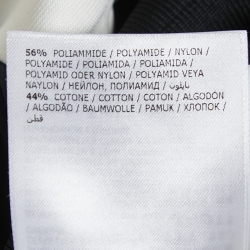 56% POLIAMMIDE / POLYAMIDE / NYLON /
POLYAMIDE / POLIAMIDA / POLIAMIDA /
POLYAMID ODER NYLON / POLYAMID VEYA
NAYLON / НЕЙЛОН, ПОЛИАМИД / نايلون
44% COTONE / COTTON / COTON / ALGODÓN
/ ALGODÃO / BAUMWOLLE / PAMUK / ХЛОПОК /
قطن